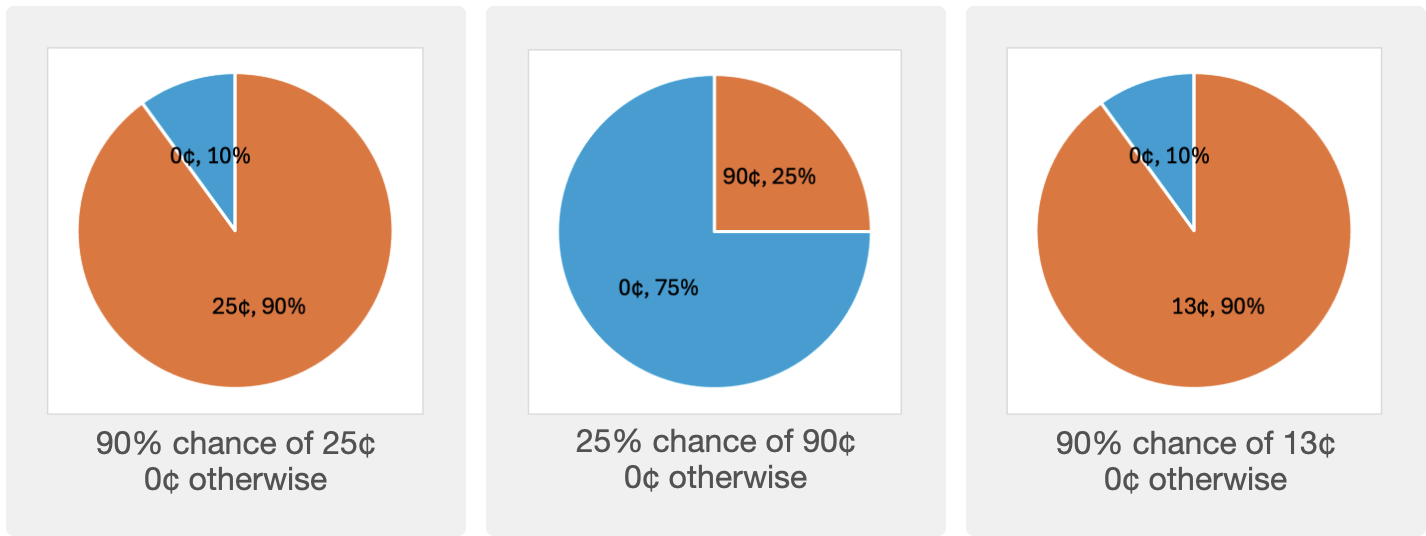 0¢, 10%
25¢, 90%
90% chance of 25¢
0¢ otherwise
90¢, 25%
0¢, 75%
25% chance of 90¢
0¢ otherwise
0¢, 10%
13¢, 90%
90% chance of 13¢
0¢ otherwise